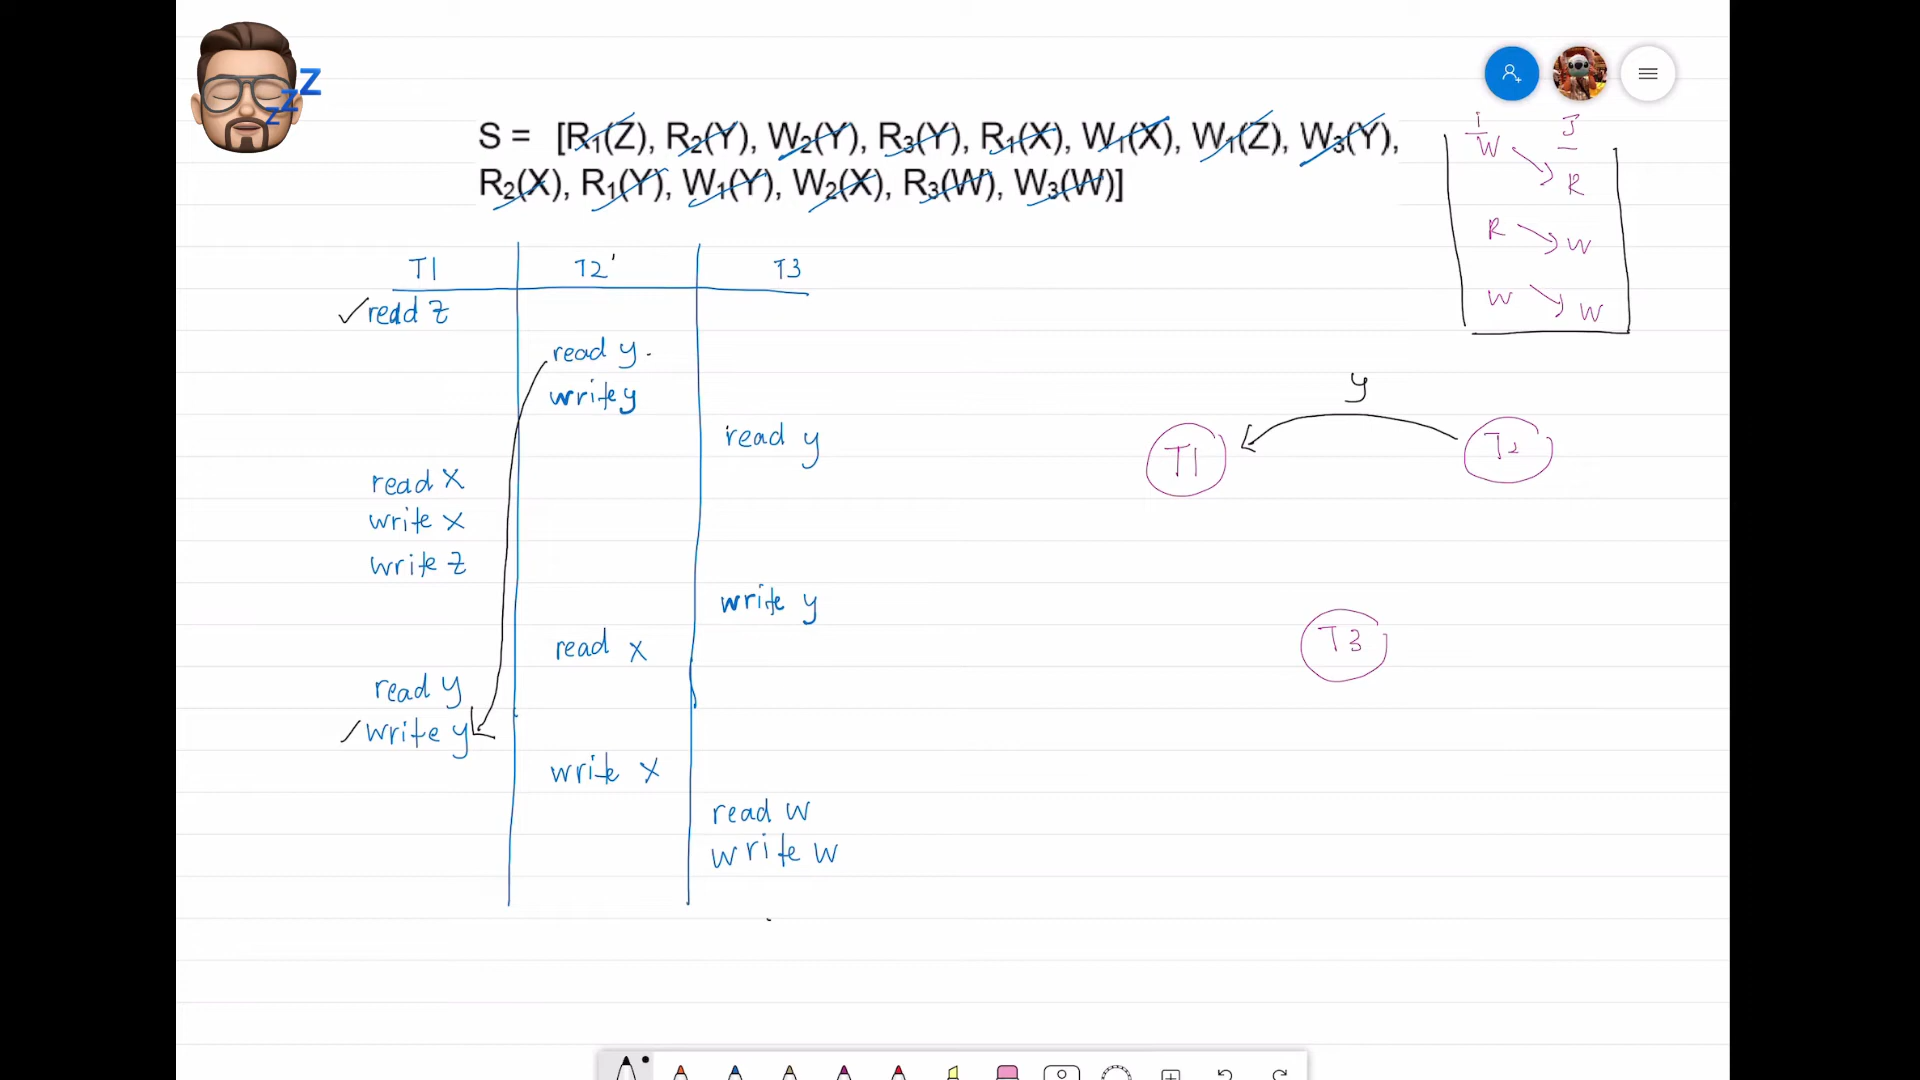 z z Z
S = [R₁(Z), R₂(Y), W₂(Y), R₃(Y), R₁(X), W₁(X), W₁(Z), W₃(Y),
R₂(X), R₁(Y), W₁(Y), W₂(X), R₃(W), W₃(W)]
I J
W R
R W
W W
T1 T2 T3
read Z
read y
write y
read y
read X
write X
write Z
write y
read X
read y
write y
write X
read W
write W
y
T1 T2
T3